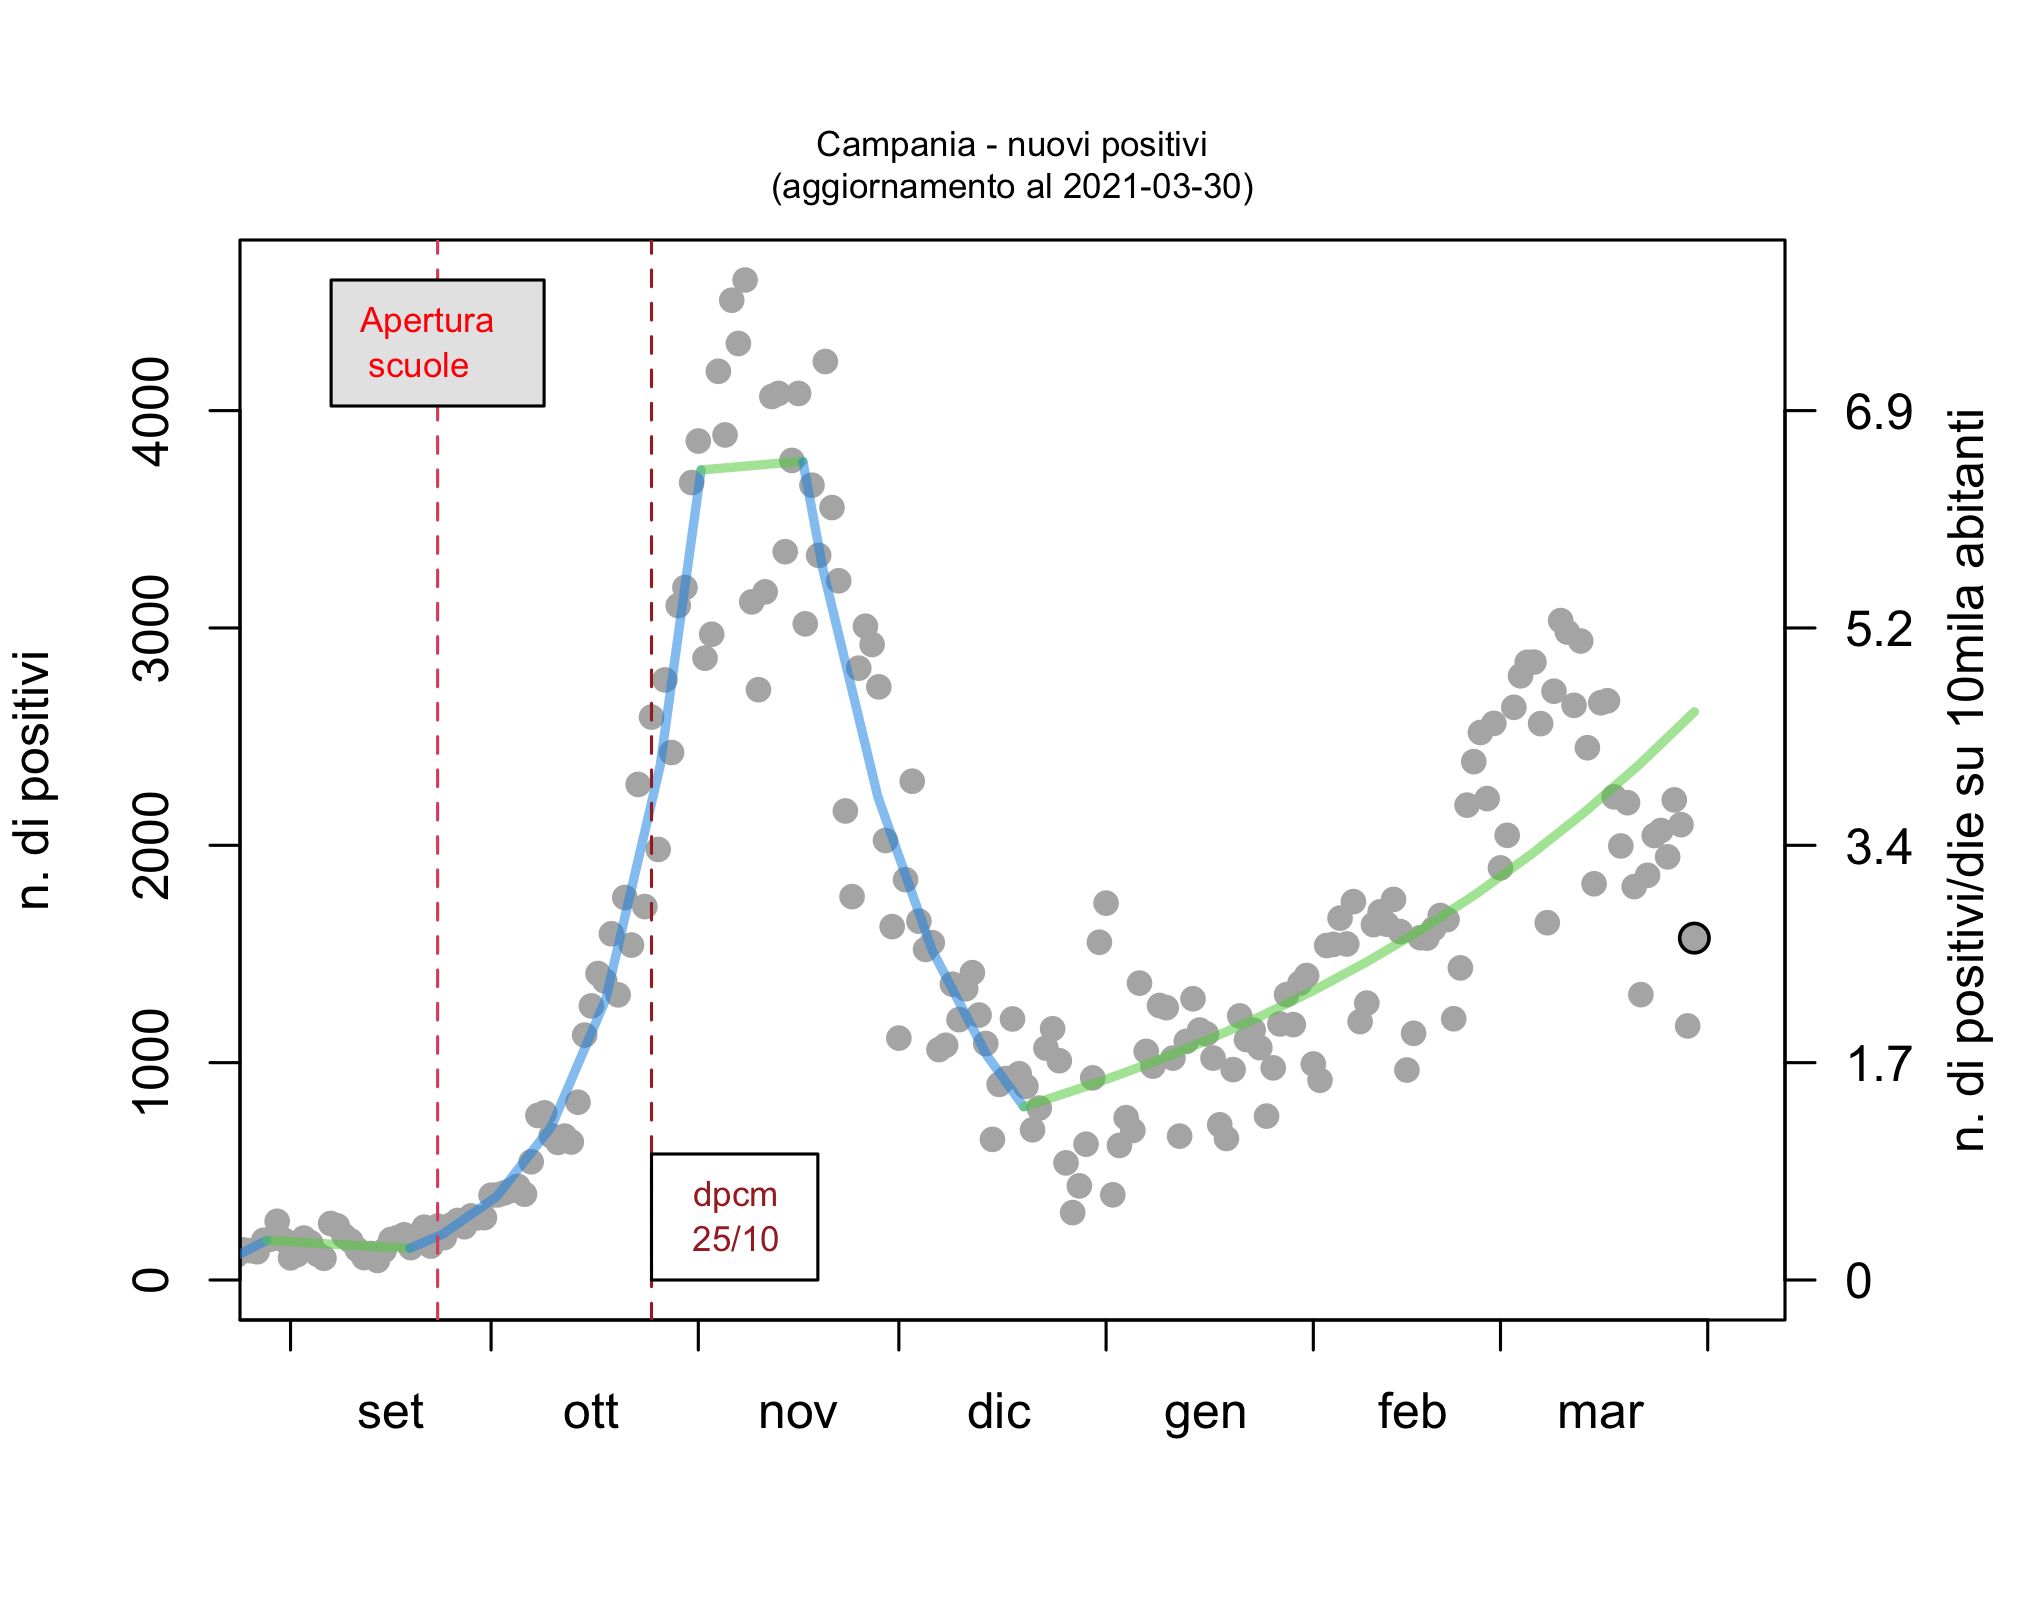 Campania - nuovi positivi
(aggiornamento al 2021-03-30)
Apertura
scuole
dpcm
25/10
n. di positivi
0
1000
2000
3000
4000
6.9
5.2
3.4
1.7
0
n. di positivi/die su 10mila abitanti
set ott nov dic gen feb mar